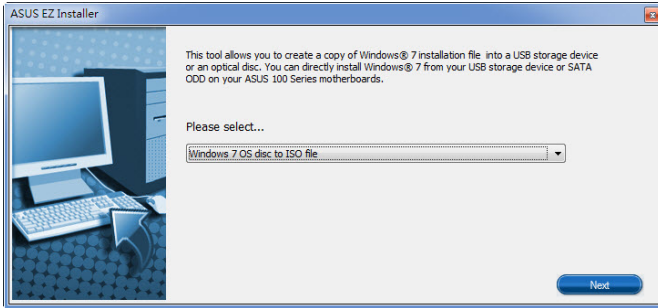 ASUS EZ Installer
This tool allows you to create a copy of Windows® 7 installation file into a USB storage device
or an optical disc. You can directly install Windows® 7 from your USB storage device or SATA
ODD on your ASUS 100 Series motherboards.
Please select...
Windows 7 OS disc to ISO file
Next